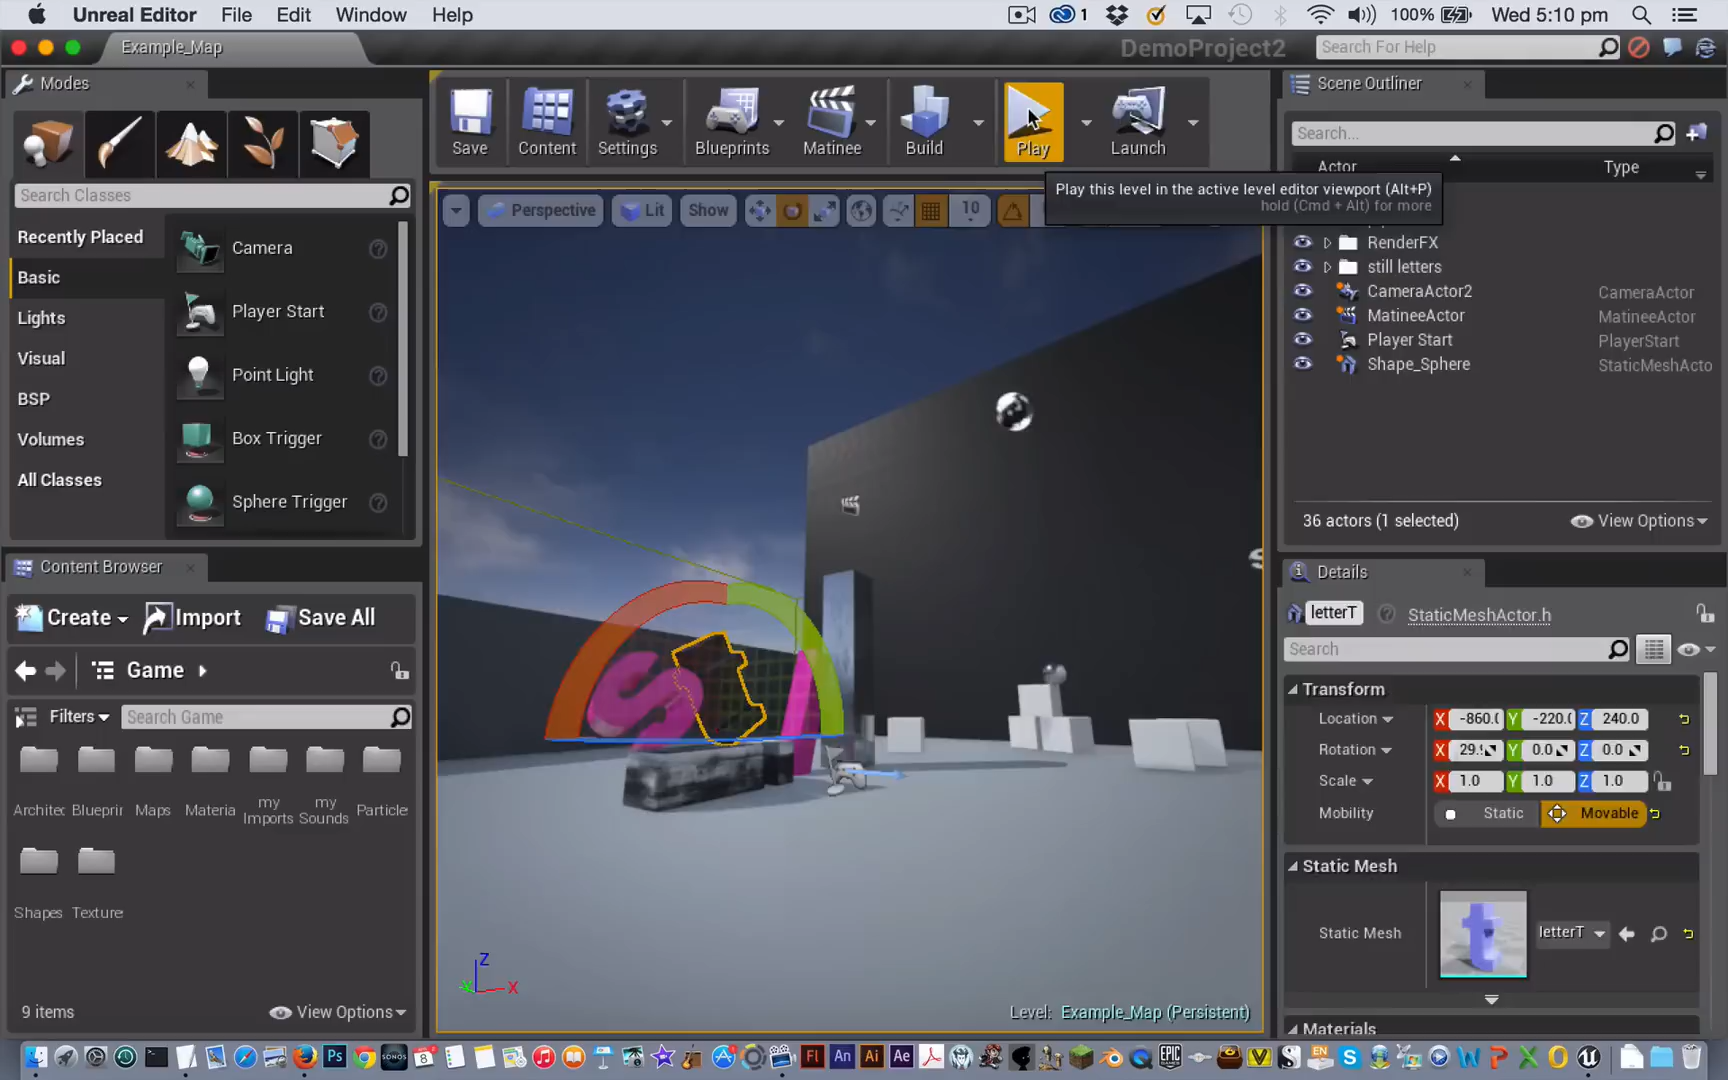 Unreal Editor File Edit Window Help
1 100% Wed 5:10 pm
Example_Map
DemoProject2
Search For Help
Modes
Search Classes
Recently Placed
Basic
Lights
Visual
BSP
Volumes
All Classes
Camera
Player Start
Point Light
Box Trigger
Sphere Trigger
Save Content Settings Blueprints Matinee Build Play Launch
Play this level in the active level editor viewport (Alt+P)
hold (Cmd + Alt) for more
Perspective Lit Show 10
Scene Outliner
Search...
Actor Type
RenderFX
still letters
CameraActor2 CameraActor
MatineeActor MatineeActor
Player Start PlayerStart
Shape_Sphere StaticMeshActo
36 actors (1 selected) View Options
Content Browser
Create Import Save All
Game
Filters Search Game
Architec Blueprin Maps Materia my Imports my Sounds Particle
Shapes Texture
9 items View Options
Z
Y X
Level: Example_Map (Persistent)
Details
letterT StaticMeshActor.h
Search
Transform
Location X -860.( Y -220.( Z 240.0
Rotation X 29.9 Y 0.0 Z 0.0
Scale X 1.0 Y 1.0 Z 1.0
Mobility Static Movable
Static Mesh
Static Mesh letterT
Materials